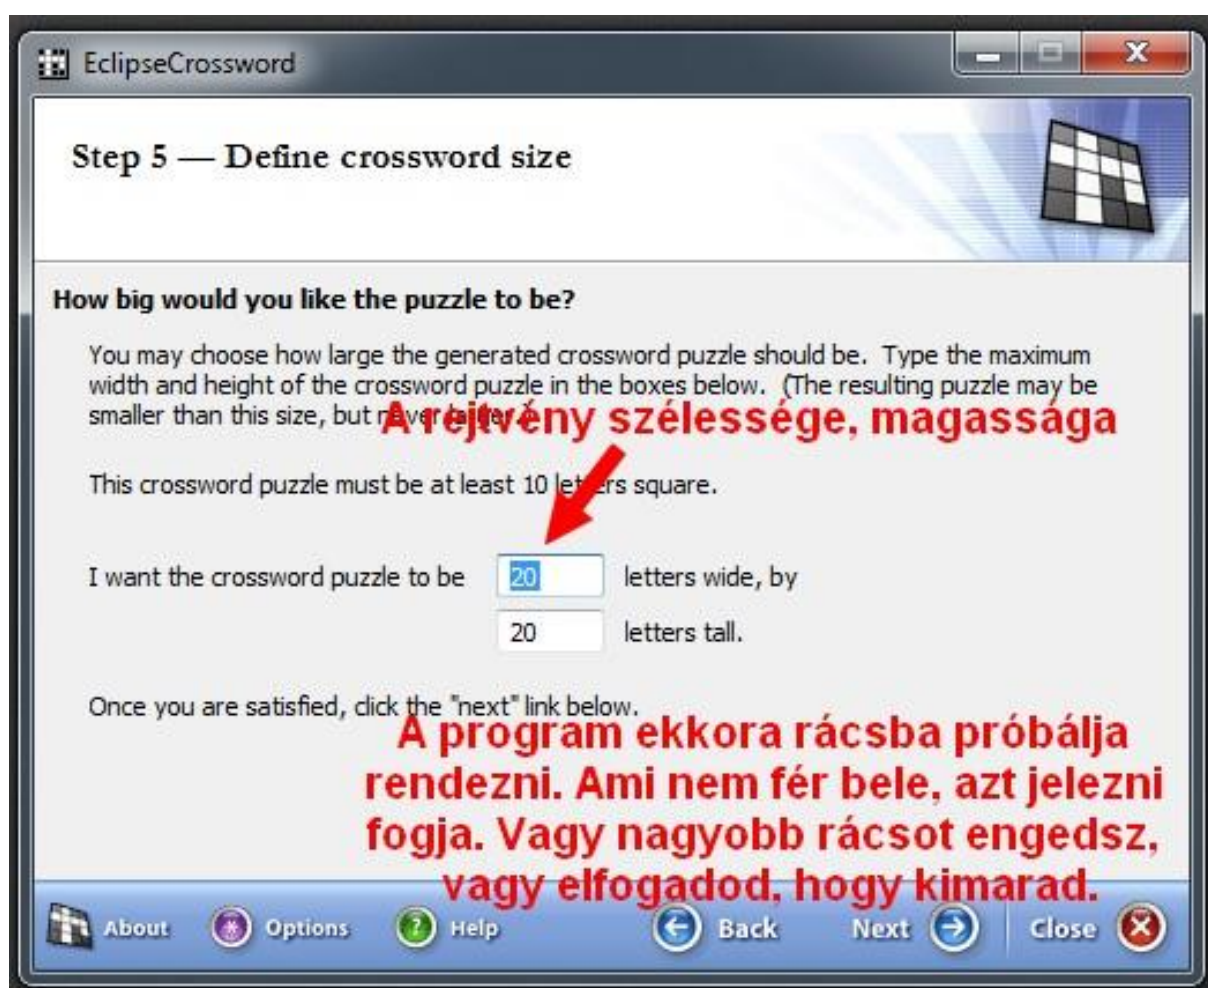 EclipseCrossword
Step 5 — Define crossword size
How big would you like the puzzle to be?
You may choose how large the generated crossword puzzle should be. Type the maximum
width and height of the crossword puzzle in the boxes below. (The resulting puzzle may be
smaller than this size, but never larger.)
A rejtvény szélessége, magassága
This crossword puzzle must be at least 10 letters square.
I want the crossword puzzle to be 20 letters wide, by
20 letters tall.
Once you are satisfied, click the "next" link below.
A program ekkora rácsba próbálja
rendezni. Ami nem fér bele, azt jelezni
fogja. Vagy nagyobb rácsot engedsz,
vagy elfogadod, hogy kimarad.
About Options Help Back Next Close